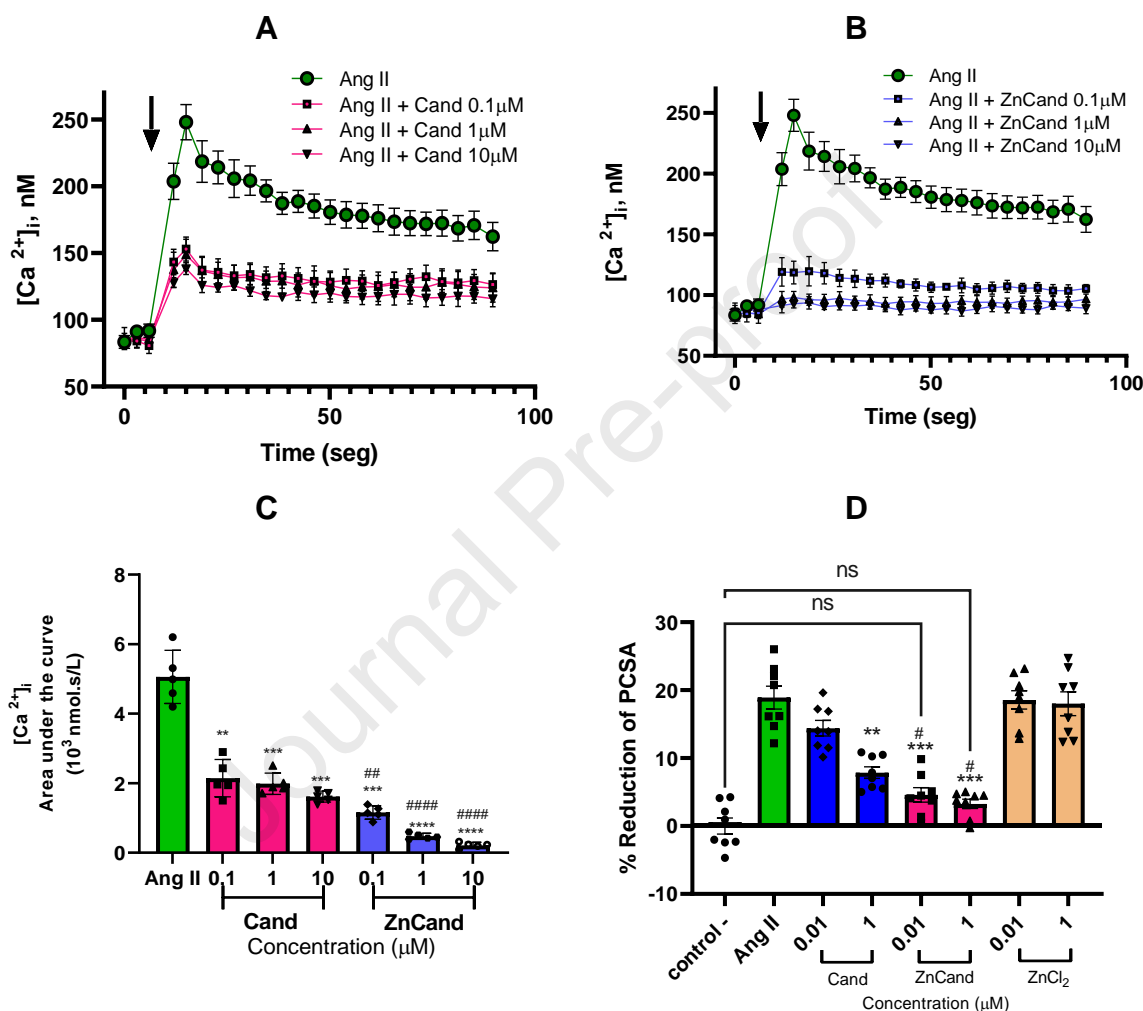 A
Ang II
Ang II + Cand 0.1μM
Ang II + Cand 1μM
Ang II + Cand 10μM
250
200
150
100
50
[Ca 2+]i, nM
0
50
100
Time (seg)
B
Ang II
Ang II + ZnCand 0.1μM
Ang II + ZnCand 1μM
Ang II + ZnCand 10μM
250
200
150
100
50
[Ca 2+]i, nM
0
50
100
Time (seg)
Journal Pre-proof
C
[Ca 2+]i
Area under the curve
(10³ nmol.s/L)
8
6
4
2
0
**
***
***
##
***
####
****
####
****
Ang II 0.1 1 10 0.1 1 10
Cand ZnCand
Concentration (μM)
D
ns
ns
% Reduction of PCSA
30
20
10
0
-10
**
#
***
#
***
control - Ang II 0.01 1 0.01 1 0.01 1
Cand ZnCand ZnCl₂
Concentration (μM)